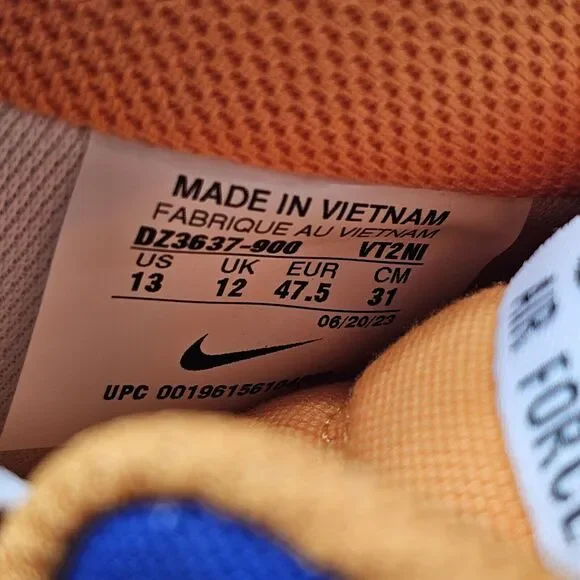 MADE IN VIETNAM
FABRIQUE AU VIETNAM
DZ3637-900 VT2NI
US UK EUR CM
13 12 47.5 31
06/20/23
UPC
AIR FORCE